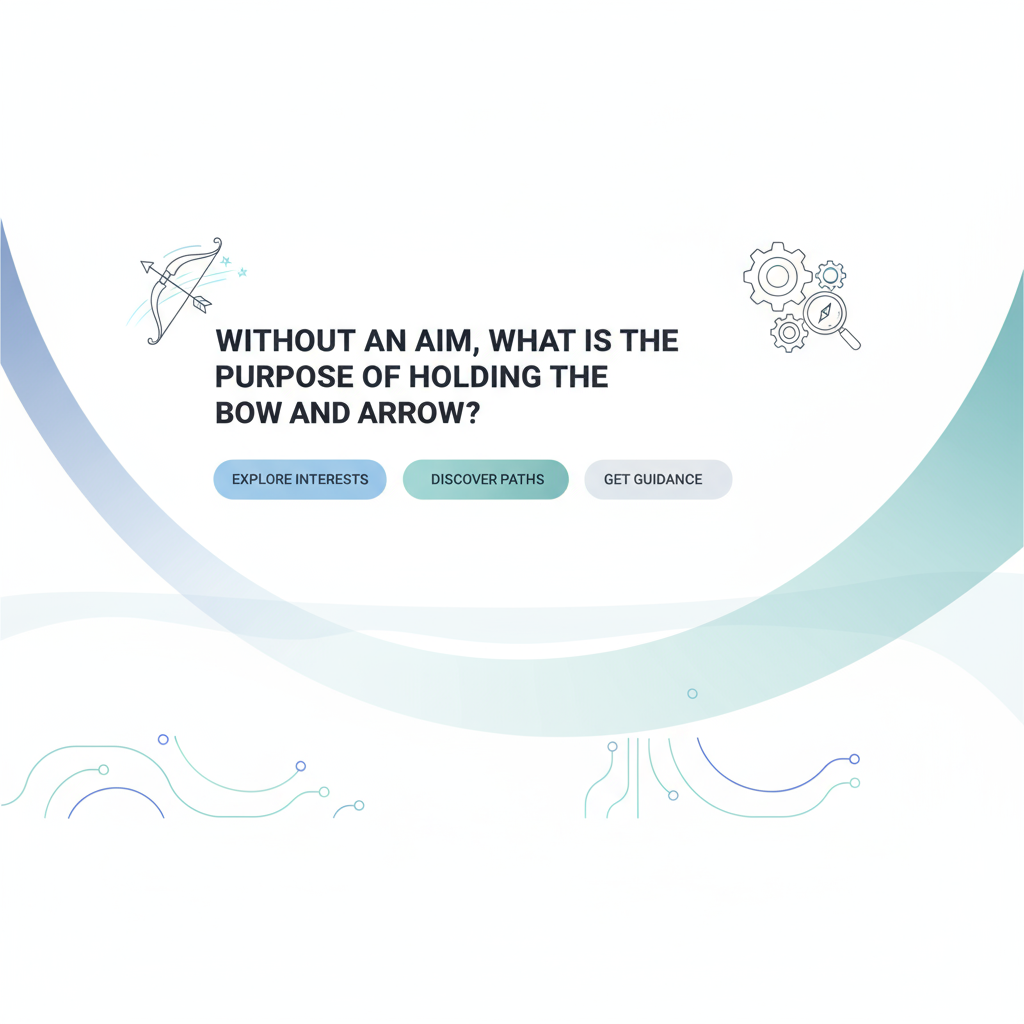 WITHOUT AN AIM, WHAT IS THE
PURPOSE OF HOLDING THE
BOW AND ARROW?
EXPLORE INTERESTS
DISCOVER PATHS
GET GUIDANCE